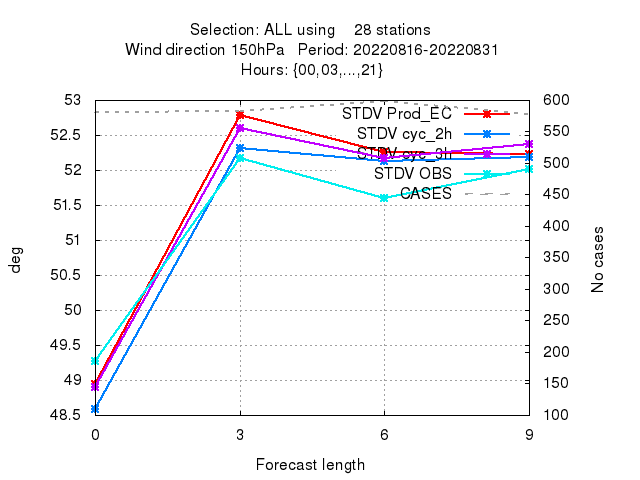 Selection: ALL using    28 stations
Wind direction 150hPa   Period: 20220816-20220831
Hours: {00,03,...,21}
53 600
STDV Prod_EC
52.5 550
STDV cyc_2h
STDV cyc_3h
52 500
STDV OBS
CASES
51.5 450
51 400
50.5 350
50 300
49.5 250
200
49 150
48.5 100
deg
No cases
0 3 6 9
Forecast length